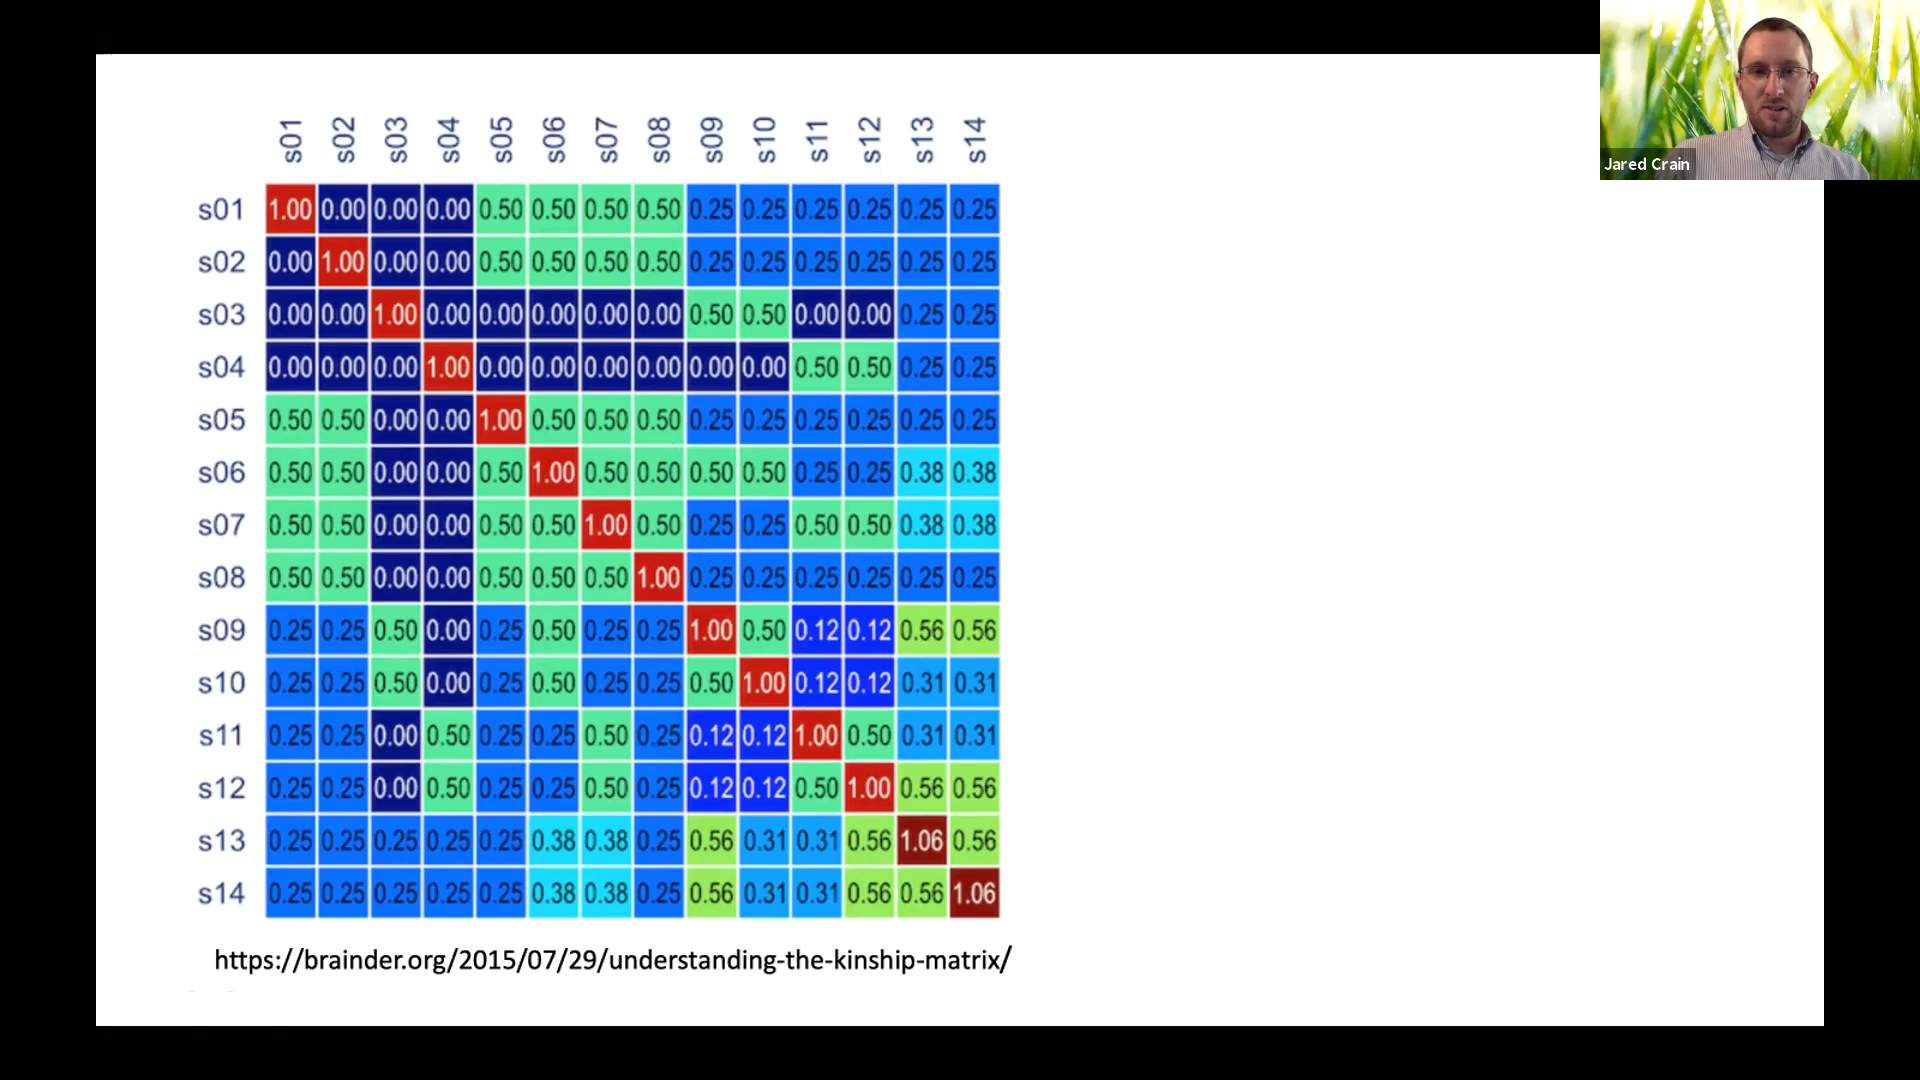 s01 s02 s03 s04 s05 s06 s07 s08 s09 s10 s11 s12 s13 s14
s01 1.00 0.00 0.00 0.00 0.50 0.50 0.50 0.50 0.25 0.25 0.25 0.25 0.25 0.25
s02 0.00 1.00 0.00 0.00 0.50 0.50 0.50 0.50 0.25 0.25 0.25 0.25 0.25 0.25
s03 0.00 0.00 1.00 0.00 0.00 0.00 0.00 0.00 0.50 0.50 0.00 0.00 0.25 0.25
s04 0.00 0.00 0.00 1.00 0.00 0.00 0.00 0.00 0.00 0.00 0.50 0.50 0.25 0.25
s05 0.50 0.50 0.00 0.00 1.00 0.50 0.50 0.50 0.25 0.25 0.25 0.25 0.25 0.25
s06 0.50 0.50 0.00 0.00 0.50 1.00 0.50 0.50 0.50 0.50 0.25 0.25 0.38 0.38
s07 0.50 0.50 0.00 0.00 0.50 0.50 1.00 0.50 0.25 0.25 0.50 0.50 0.38 0.38
s08 0.50 0.50 0.00 0.00 0.50 0.50 0.50 1.00 0.25 0.25 0.25 0.25 0.25 0.25
s09 0.25 0.25 0.50 0.00 0.25 0.50 0.25 0.25 1.00 0.50 0.12 0.12 0.56 0.56
s10 0.25 0.25 0.50 0.00 0.25 0.50 0.25 0.25 0.50 1.00 0.12 0.12 0.31 0.31
s11 0.25 0.25 0.00 0.50 0.25 0.25 0.50 0.25 0.12 0.12 1.00 0.50 0.31 0.31
s12 0.25 0.25 0.00 0.50 0.25 0.25 0.50 0.25 0.12 0.12 0.50 1.00 0.56 0.56
s13 0.25 0.25 0.25 0.25 0.25 0.38 0.38 0.25 0.56 0.31 0.31 0.56 1.06 0.56
s14 0.25 0.25 0.25 0.25 0.25 0.38 0.38 0.25 0.56 0.31 0.31 0.56 0.56 1.06
https://brainder.org/2015/07/29/understanding-the-kinship-matrix/
Jared Crain